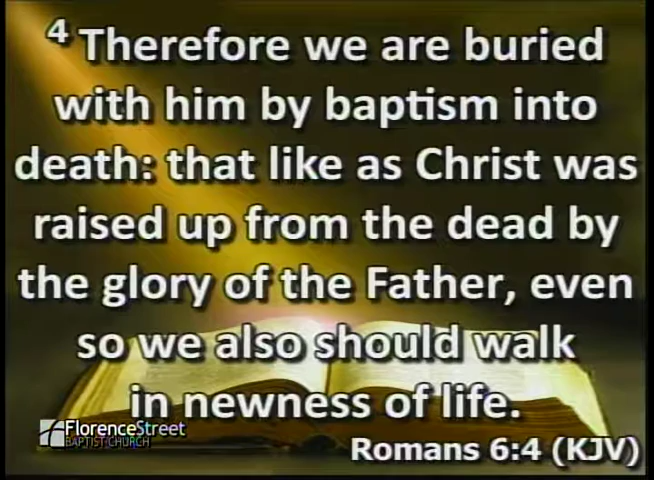 4 Therefore we are buried
with him by baptism into
death: that like as Christ was
raised up from the dead by
the glory of the Father, even
so we also should walk
in newness of life.
FlorenceStreet
BAPTIST CHURCH
Romans 6:4 (KJV)